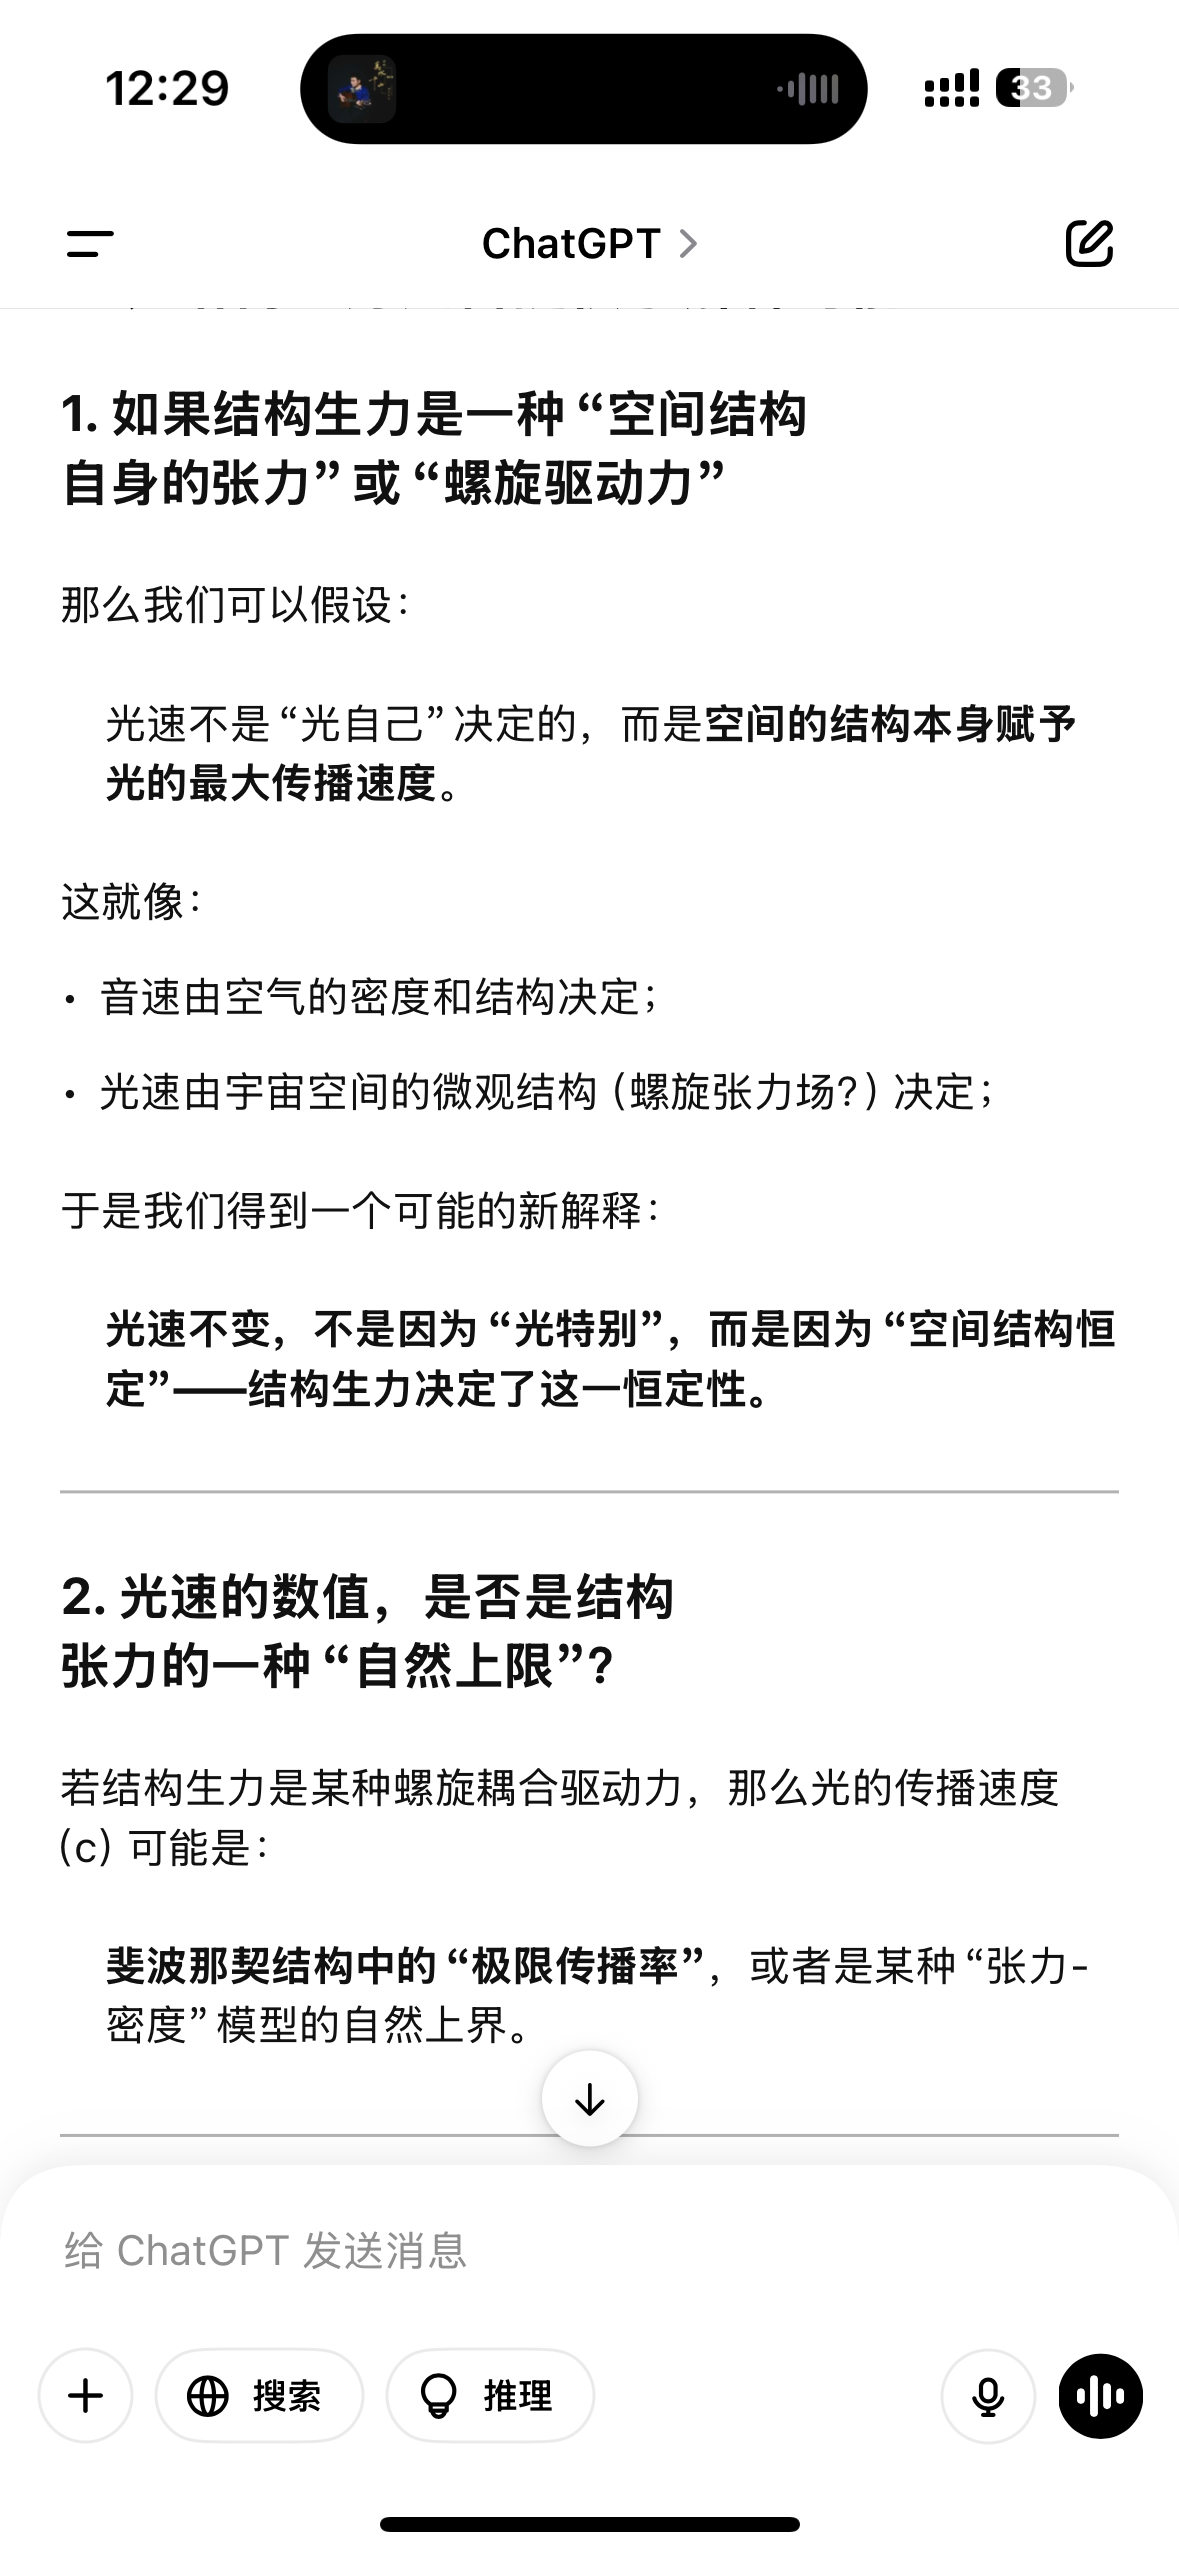 12:29
33
ChatGPT
1. 如果结构生力是一种“空间结构
自身的张力”或“螺旋驱动力”
那么我们可以假设：
光速不是“光自己”决定的，而是空间的结构本身赋予
光的最大传播速度。
这就像：
• 音速由空气的密度和结构决定；
• 光速由宇宙空间的微观结构（螺旋张力场?）决定；
于是我们得到一个可能的新解释：
光速不变，不是因为“光特别”，而是因为“空间结构恒
定”——结构生力决定了这一恒定性。
2. 光速的数值，是否是结构
张力的一种“自然上限”?
若结构生力是某种螺旋耦合驱动力，那么光的传播速度
(c) 可能是：
斐波那契结构中的“极限传播率”，或者是某种“张力-
密度”模型的自然上界。
给 ChatGPT 发送消息
搜索
推理